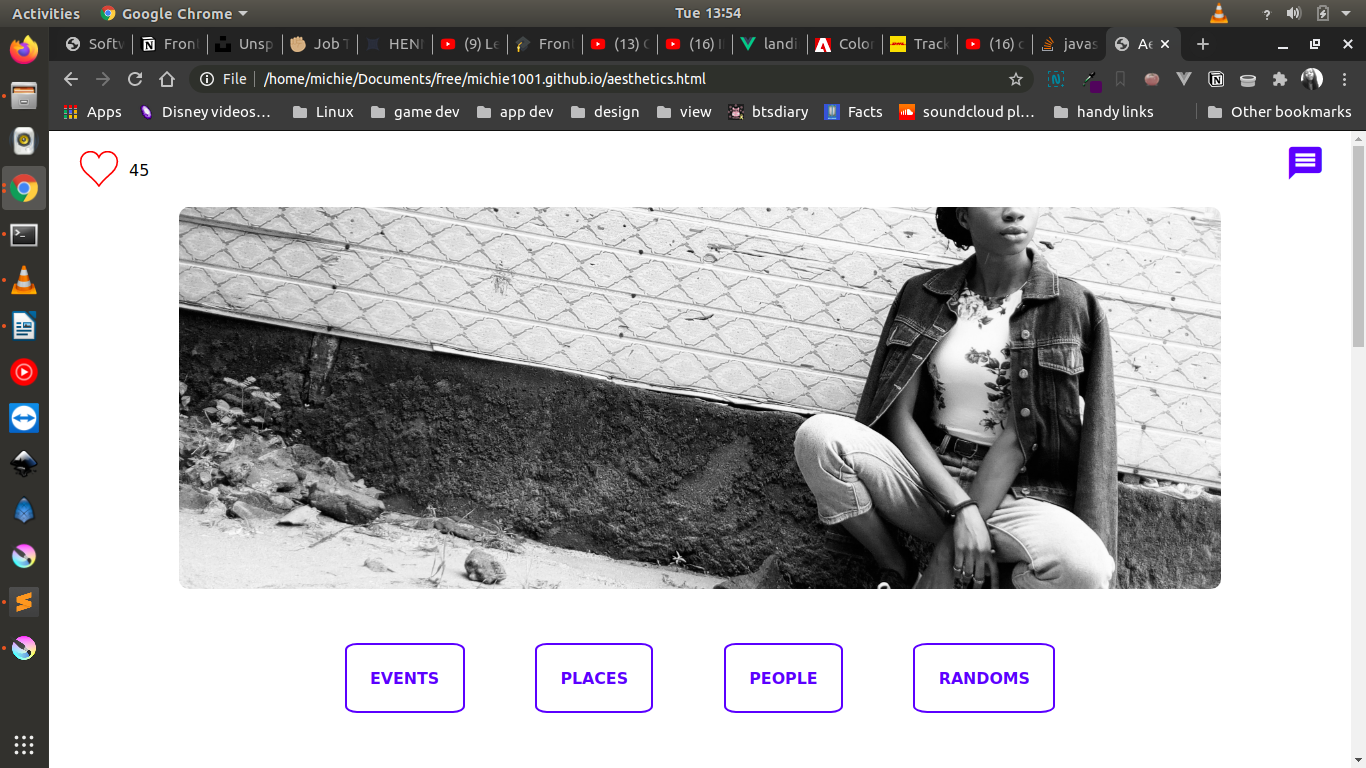 Activities Google Chrome Tue 13:54 ?
Softw Front Unsp Job T HENN (9) Le Front (13) C (16) I landi Color Track (16) c javas Ae
File /home/michie/Documents/free/michie1001.github.io/aesthetics.html
Apps Disney videos... Linux game dev app dev design view btsdiary Facts soundcloud pl... handy links Other bookmarks
45
EVENTS PLACES PEOPLE RANDOMS